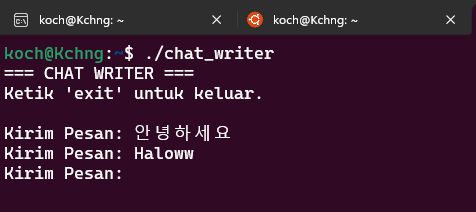 koch@Kchng: ~
koch@Kchng: ~
koch@Kchng:~$ ./chat_writer
=== CHAT WRITER ===
Ketik 'exit' untuk keluar.
Kirim Pesan: 안녕하세요
Kirim Pesan: Haloww
Kirim Pesan: